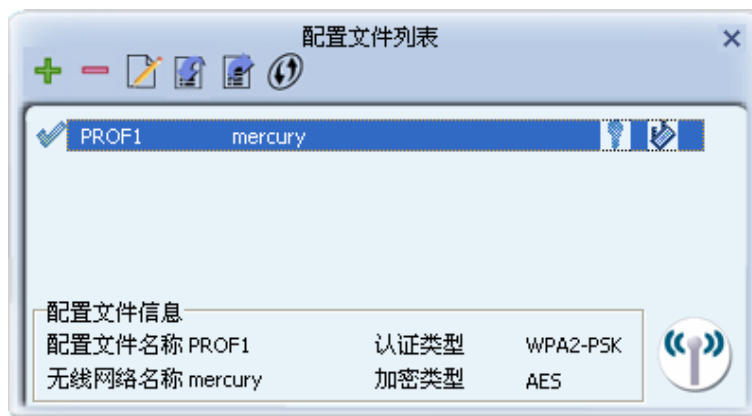 配置文件列表
PROF1 mercury
配置文件信息
配置文件名称 PROF1 认证类型 WPA2-PSK
无线网络名称 mercury 加密类型 AES